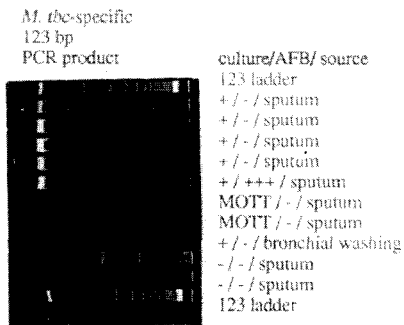 M. tbc-specific
123 bp
PCR product
culture/AFB/ source
123 ladder
+ / - / sputum
+ / - / sputum
+ / - / sputum
+ / - / sputum
+ / +++ / sputum
MOTT / - / sputum
MOTT / - / sputum
+ / - / bronchial washing
- / - / sputum
- / - / sputum
123 ladder